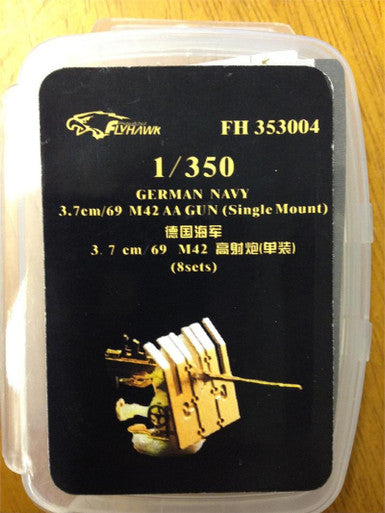 FLYHAWK
FH 353004
1/350
GERMAN NAVY
3.7cm/69 M42 AA GUN (Single Mount)
德国海军
3.7 cm/69 M42 高射炮(单装)
(8sets)